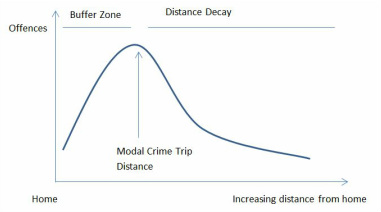 Buffer Zone
Distance Decay
Offences
Modal Crime Trip
Distance
Home
Increasing distance from home